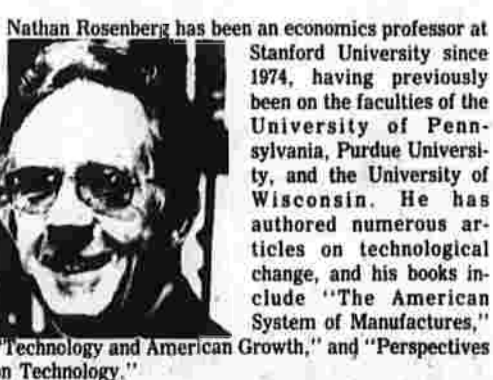 Nathan Rosenberg has been an economics professor at
Stanford University since
1974, having previously
been on the faculties of the
University of Penn-
sylvania, Purdue Universi-
ty, and the University of
Wisconsin. He has
authored numerous ar-
ticles on technological
change, and his books in-
clude "The American
System of Manufactures,"
"Technology and American Growth," and "Perspectives
on Technology."